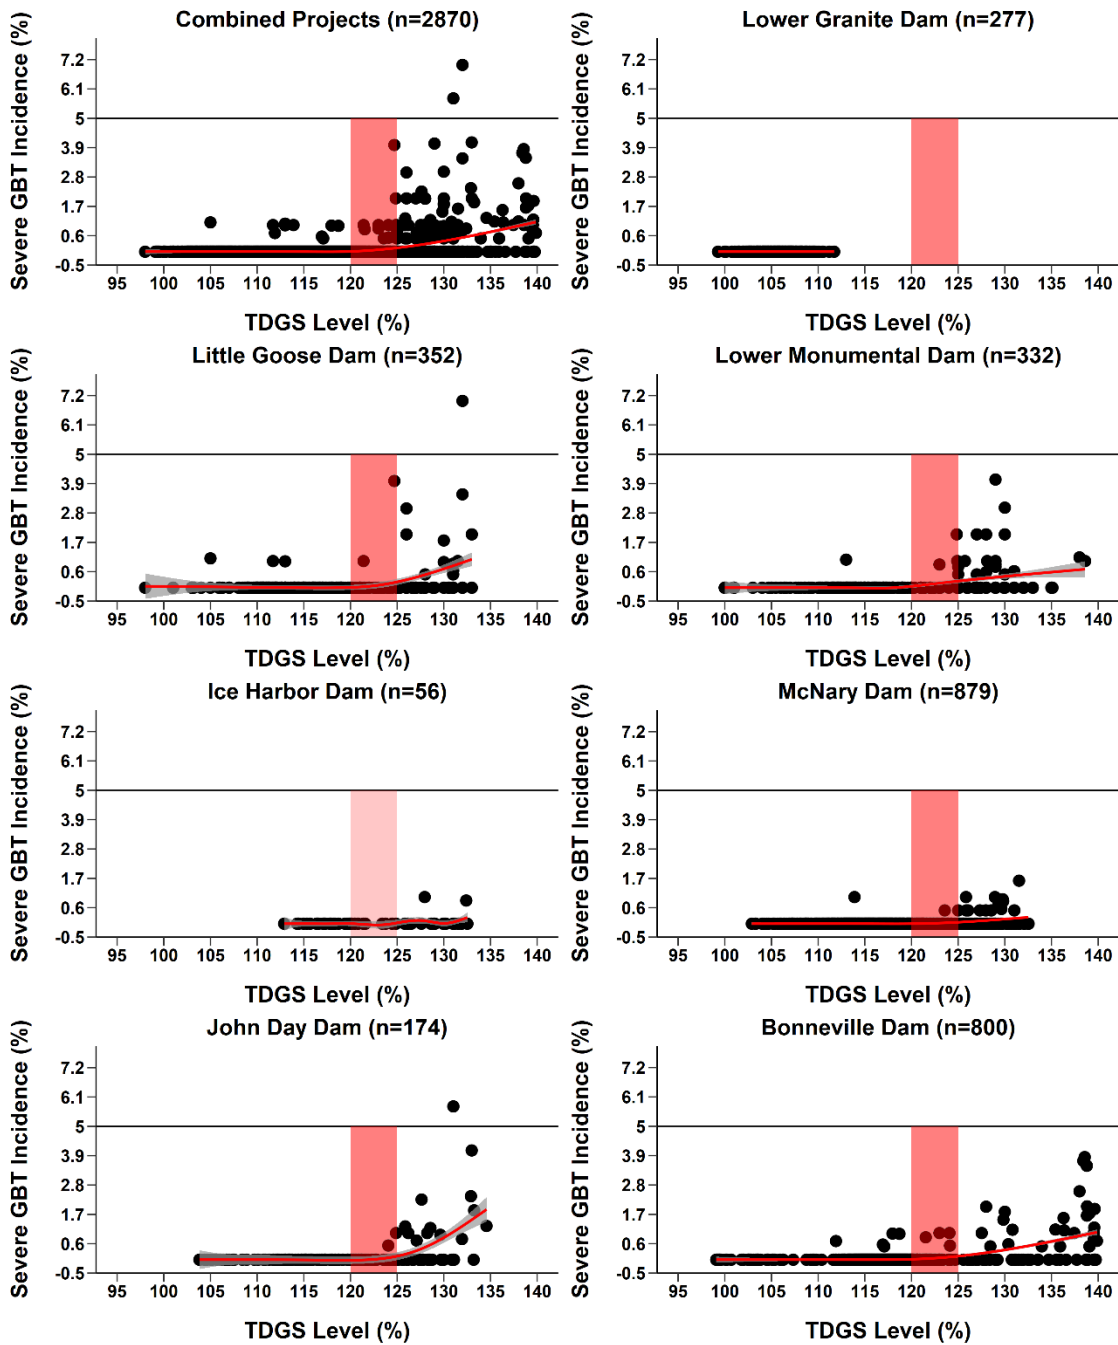 Combined Projects (n=2870)
Severe GBT Incidence (%)
7.2
6.1
5
3.9
2.8
1.7
0.6
-0.5
95 100 105 110 115 120 125 130 135 140
TDGS Level (%)
Lower Granite Dam (n=277)
Severe GBT Incidence (%)
7.2
6.1
5
3.9
2.8
1.7
0.6
-0.5
95 100 105 110 115 120 125 130 135 140
TDGS Level (%)
Little Goose Dam (n=352)
Severe GBT Incidence (%)
7.2
6.1
5
3.9
2.8
1.7
0.6
-0.5
95 100 105 110 115 120 125 130 135 140
TDGS Level (%)
Lower Monumental Dam (n=332)
Severe GBT Incidence (%)
7.2
6.1
5
3.9
2.8
1.7
0.6
-0.5
95 100 105 110 115 120 125 130 135 140
TDGS Level (%)
Ice Harbor Dam (n=56)
Severe GBT Incidence (%)
7.2
6.1
5
3.9
2.8
1.7
0.6
-0.5
95 100 105 110 115 120 125 130 135 140
TDGS Level (%)
McNary Dam (n=879)
Severe GBT Incidence (%)
7.2
6.1
5
3.9
2.8
1.7
0.6
-0.5
95 100 105 110 115 120 125 130 135 140
TDGS Level (%)
John Day Dam (n=174)
Severe GBT Incidence (%)
7.2
6.1
5
3.9
2.8
1.7
0.6
-0.5
95 100 105 110 115 120 125 130 135 140
TDGS Level (%)
Bonneville Dam (n=800)
Severe GBT Incidence (%)
7.2
6.1
5
3.9
2.8
1.7
0.6
-0.5
95 100 105 110 115 120 125 130 135 140
TDGS Level (%)